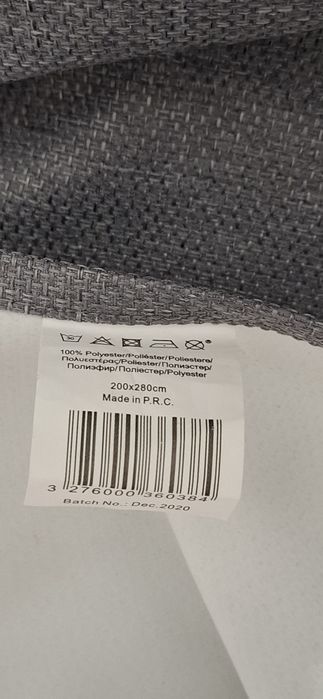 100% Polyester/Poliéster/Poliestere/
Πολυεστέρας/Poliester/Полиэстер/
Полиэфир/Поліестер/Polyester
200x280cm
Made in P.R.C.
3 276000 360384
Batch No.: Dec.2020